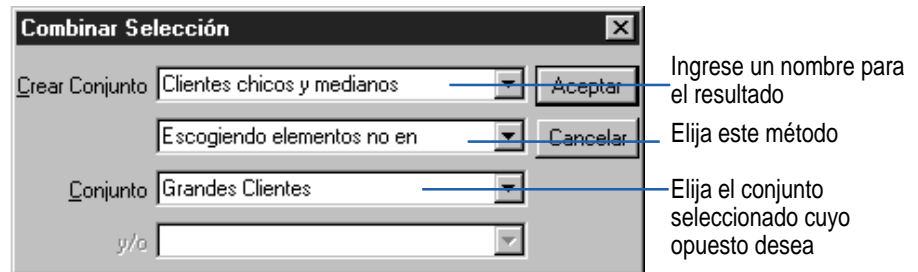 Combinar Selección
Crear Conjunto Clientes chicos y medianos Aceptar
Ingrese un nombre para
el resultado
Escogiendo elementos no en Cancelar
Elija este método
Conjunto Grandes Clientes
Elija el conjunto
seleccionado cuyo
opuesto desea
y/o